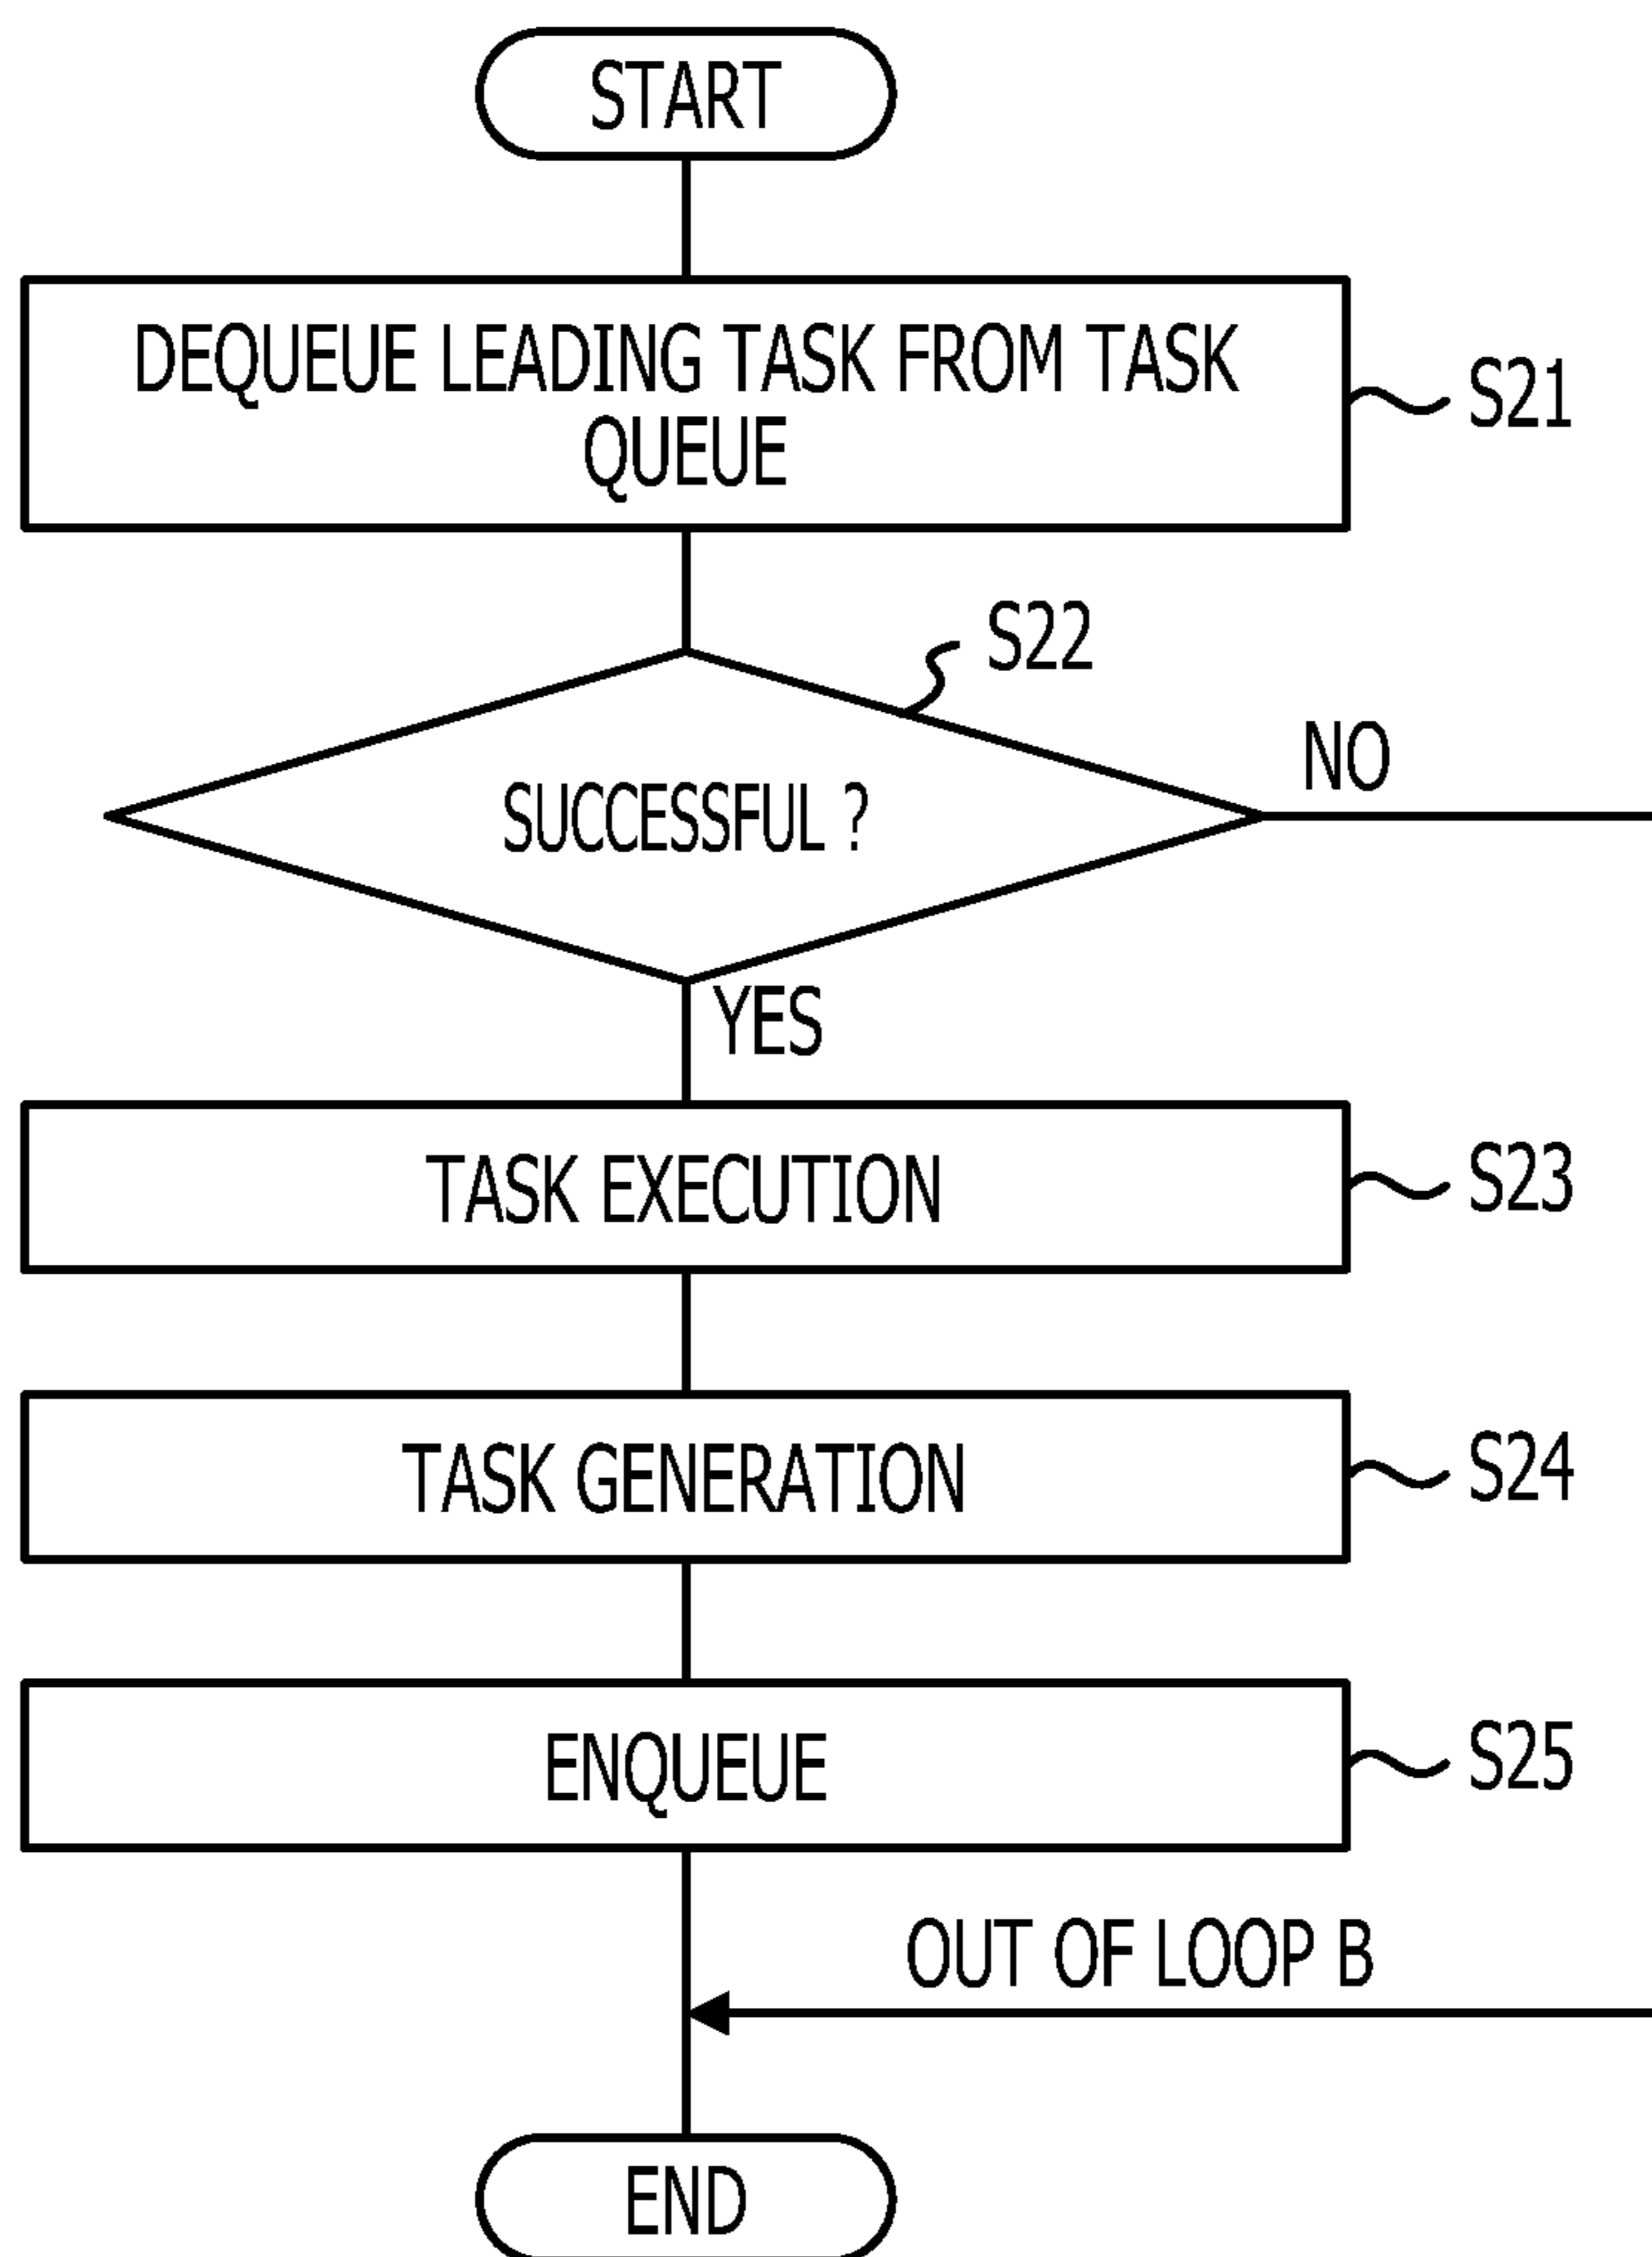 START
DEQUEUE LEADING TASK FROM TASK
QUEUE
S21
S22
SUCCESSFUL ?
NO
YES
TASK EXECUTION
S23
TASK GENERATION
S24
ENQUEUE
S25
OUT OF LOOP B
END